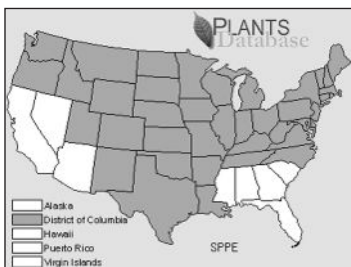 PLANTS
Database
Alaska
District of Columbia
Hawaii
Puerto Rico
Virgin Islands
SPPE